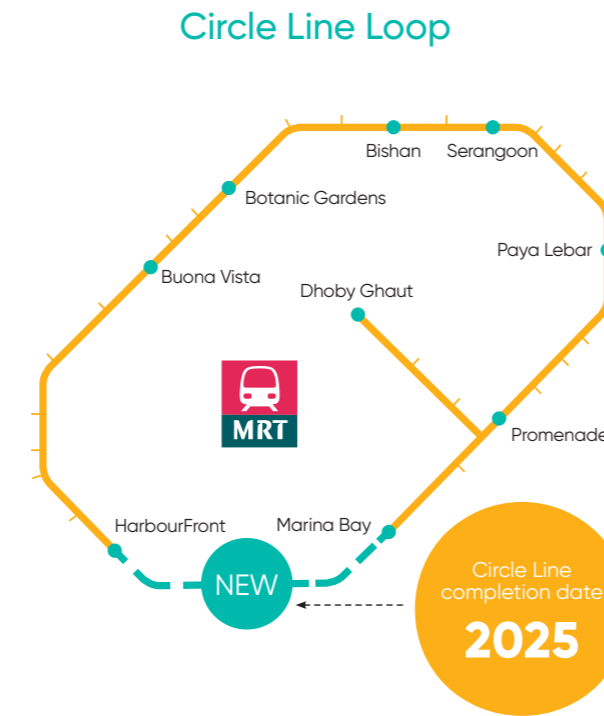 Circle Line Loop
Bishan
Serangoon
Botanic Gardens
Paya Lebar
Buona Vista
Dhoby Ghaut
MRT
Promenade
HarbourFront
Marina Bay
NEW
Circle Line
completion date
2025